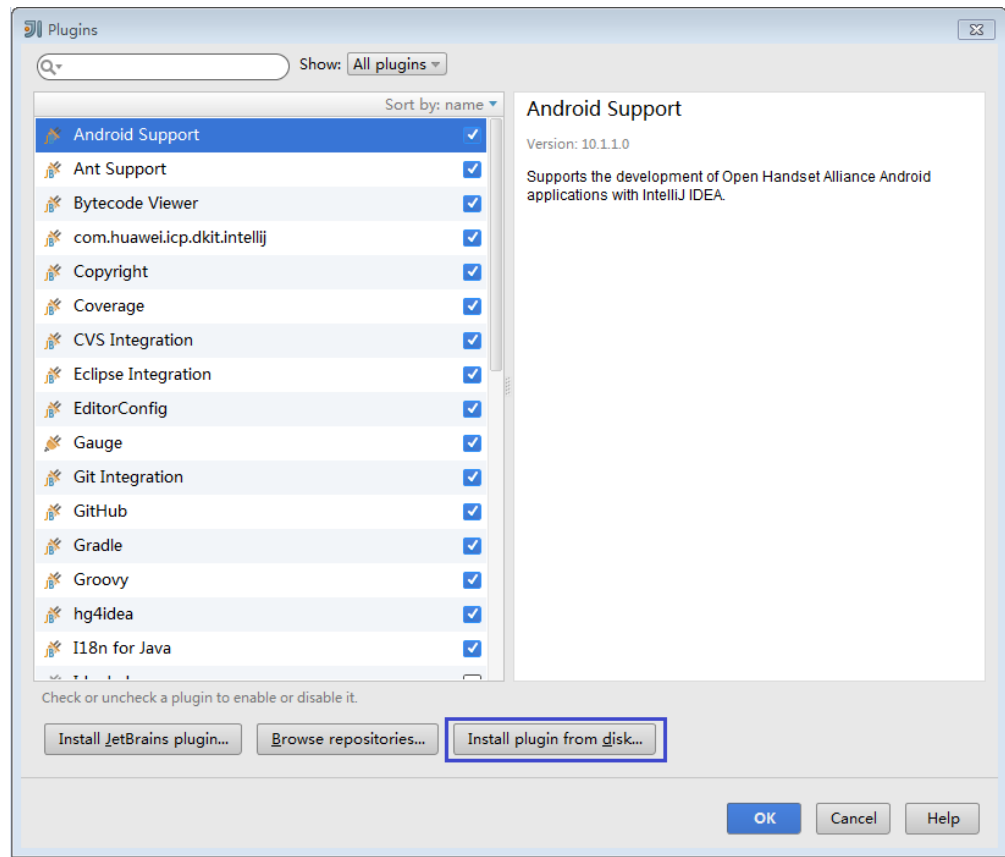 Plugins
Show: All plugins
Sort by: name
Android Support
Ant Support
Bytecode Viewer
com.huawei.icp.dkit.intellij
Copyright
Coverage
CVS Integration
Eclipse Integration
EditorConfig
Gauge
Git Integration
GitHub
Gradle
Groovy
hg4idea
I18n for Java
Android Support
Version: 10.1.1.0
Supports the development of Open Handset Alliance Android
applications with IntelliJ IDEA.
Check or uncheck a plugin to enable or disable it.
Install JetBrains plugin... Browse repositories... Install plugin from disk...
OK Cancel Help